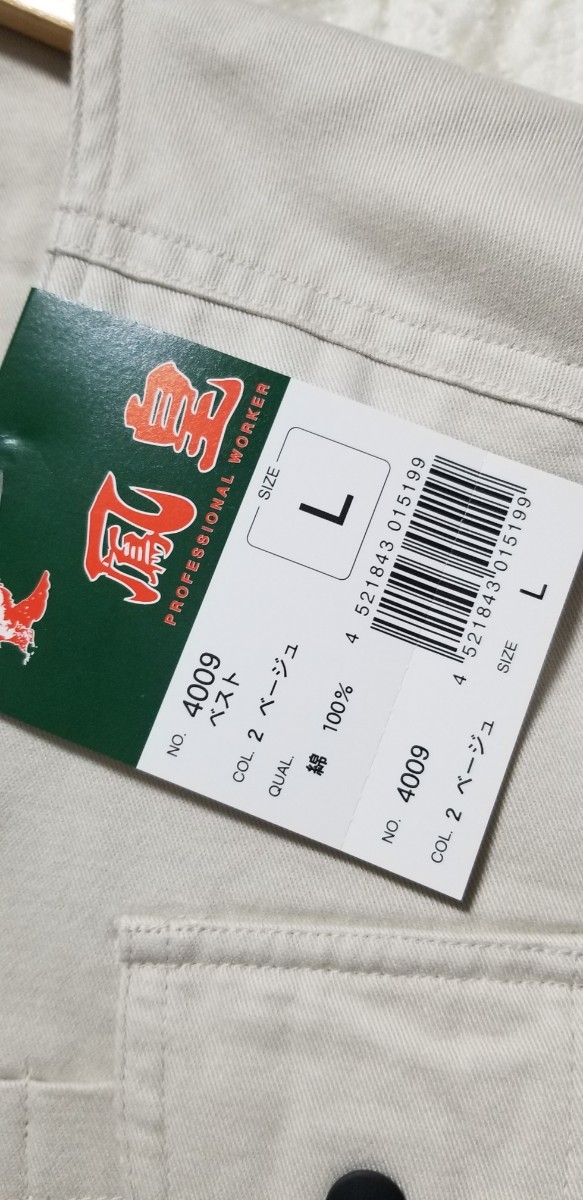 鳳皇
PROFESSIONAL WORKER
SIZE
L
NO. 4009
ベスト
COL. 2 ベージュ
QUAL.
綿 100%
4 521843 015199
4 521843 015199
NO. 4009
COL. 2 ベージュ
SIZE L